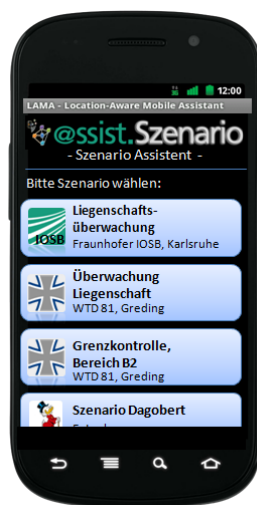 12:00
LAMA - Location-Aware Mobile Assistant
@ssist.Szenario
- Szenario Assistent -
Bitte Szenario wählen:
Liegenschafts-
überwachung
IOSB
Fraunhofer IOSB, Karlsruhe
Überwachung
Liegenschaft
WTD 81, Greding
Grenzkontrolle,
Bereich B2
WTD 81, Greding
Szenario Dagobert